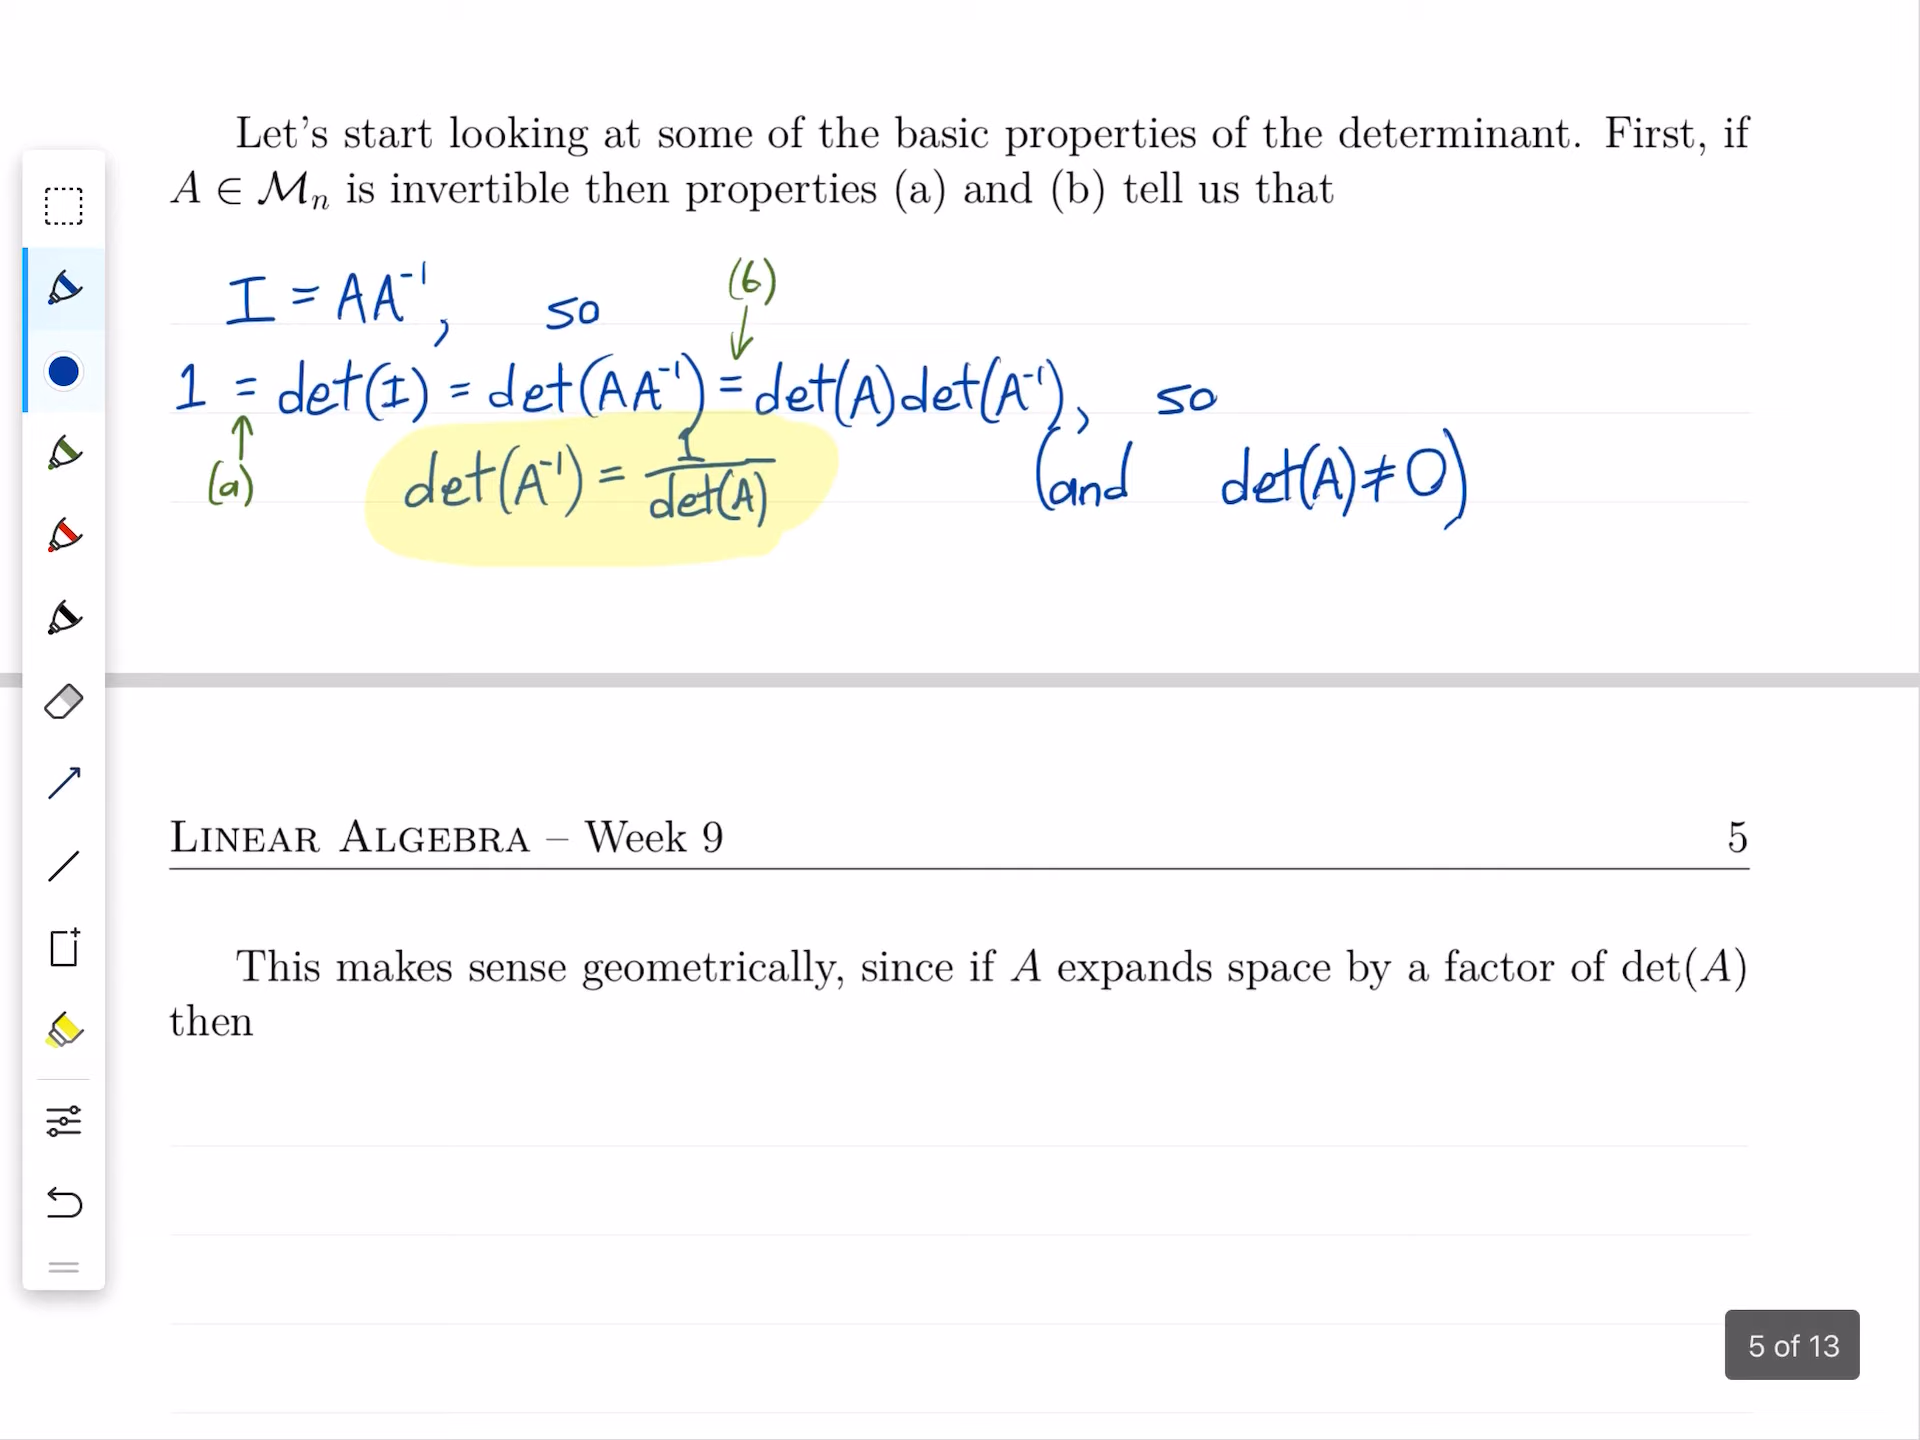 Let's start looking at some of the basic properties of the determinant. First, if
A ∈ ℳₙ is invertible then properties (a) and (b) tell us that
I = AA⁻¹, so
(b)
1 = det(I) = det(AA⁻¹) = det(A)det(A⁻¹), so
(a) det(A⁻¹) = 1/det(A) (and det(A) ≠ 0)
LINEAR ALGEBRA – Week 9 5
This makes sense geometrically, since if A expands space by a factor of det(A)
then
5 of 13